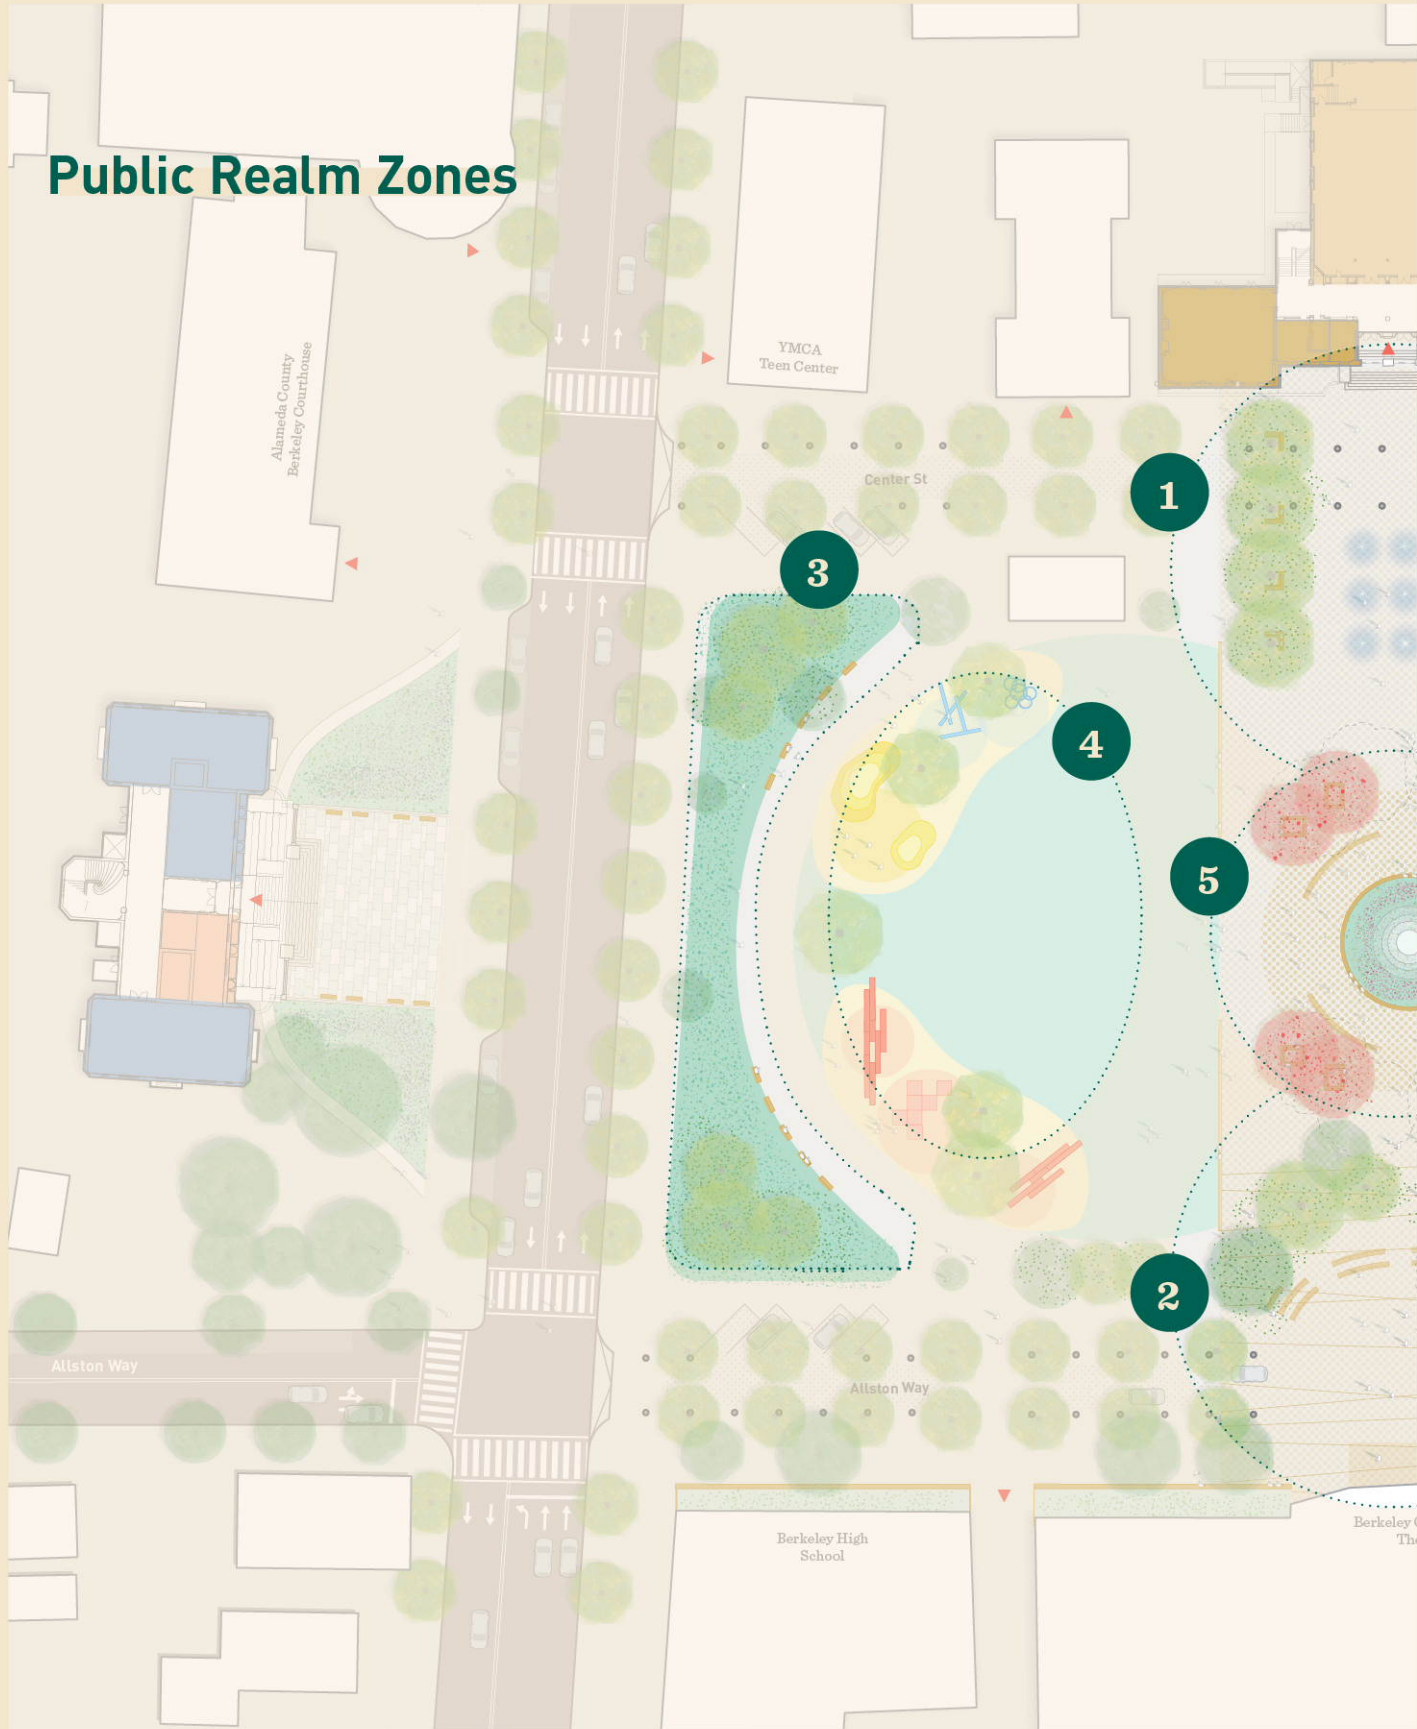 Public Realm Zones
YMCA
Teen Center
Alameda County
Berkeley Courthouse
Center St
1
3
4
5
2
Allston Way
Allston Way
Berkeley High
School
Berkeley